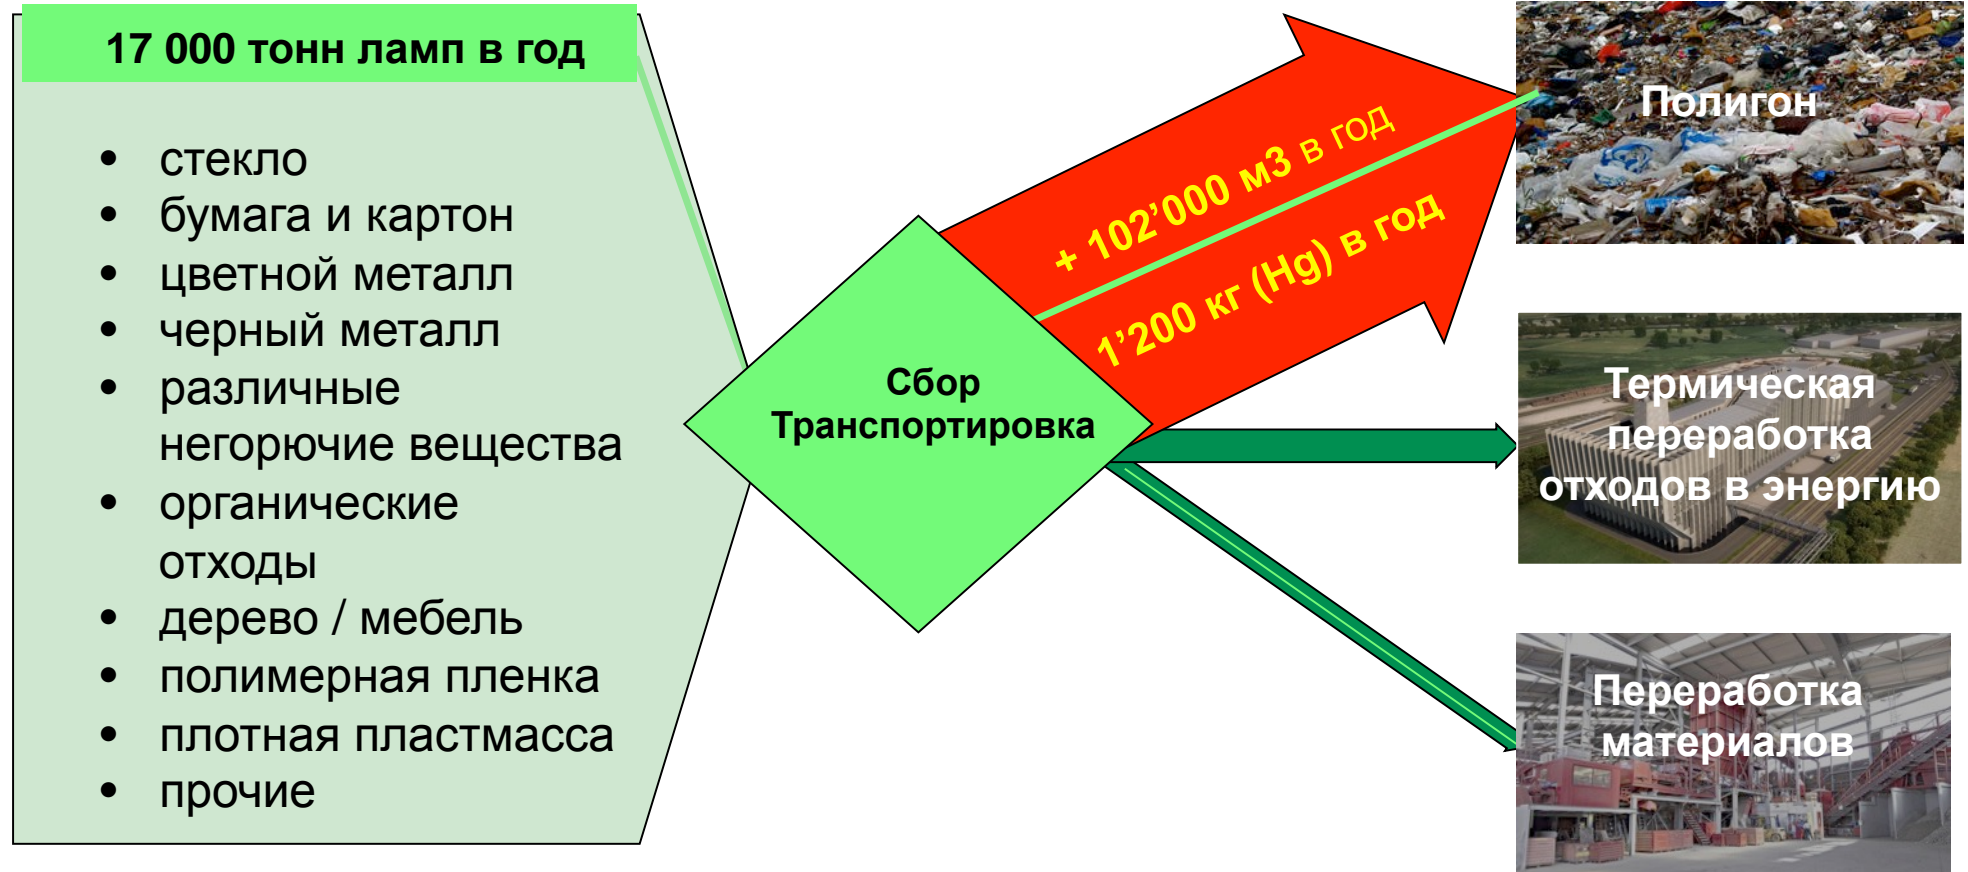 17 000 тонн ламп в год
• стекло
• бумага и картон
• цветной металл
• черный металл
• различные
негорючие вещества
• органические
отходы
• дерево / мебель
• полимерная пленка
• плотная пластмасса
• прочие
Сбор
Транспортировка
+ 102’000 м3 в год
1’200 кг (Hg) в год
Полигон
Термическая
переработка
отходов в энергию
Переработка
материалов